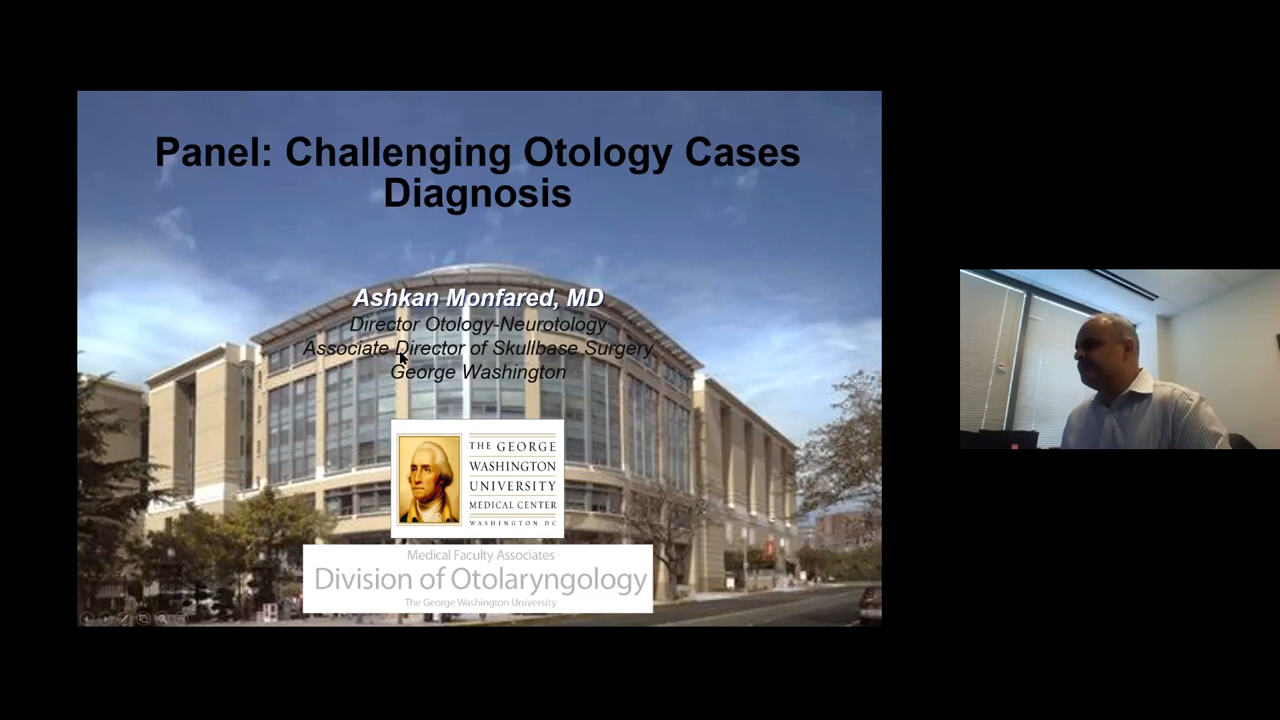 Panel: Challenging Otology Cases
Diagnosis
Ashkan Monfared, MD
Director Otology-Neurotology
Associate Director of Skullbase Surgery
George Washington
THE GEORGE
WASHINGTON
UNIVERSITY
MEDICAL CENTER
WASHINGTON DC
Medical Faculty Associates
Division of Otolaryngology
The George Washington University